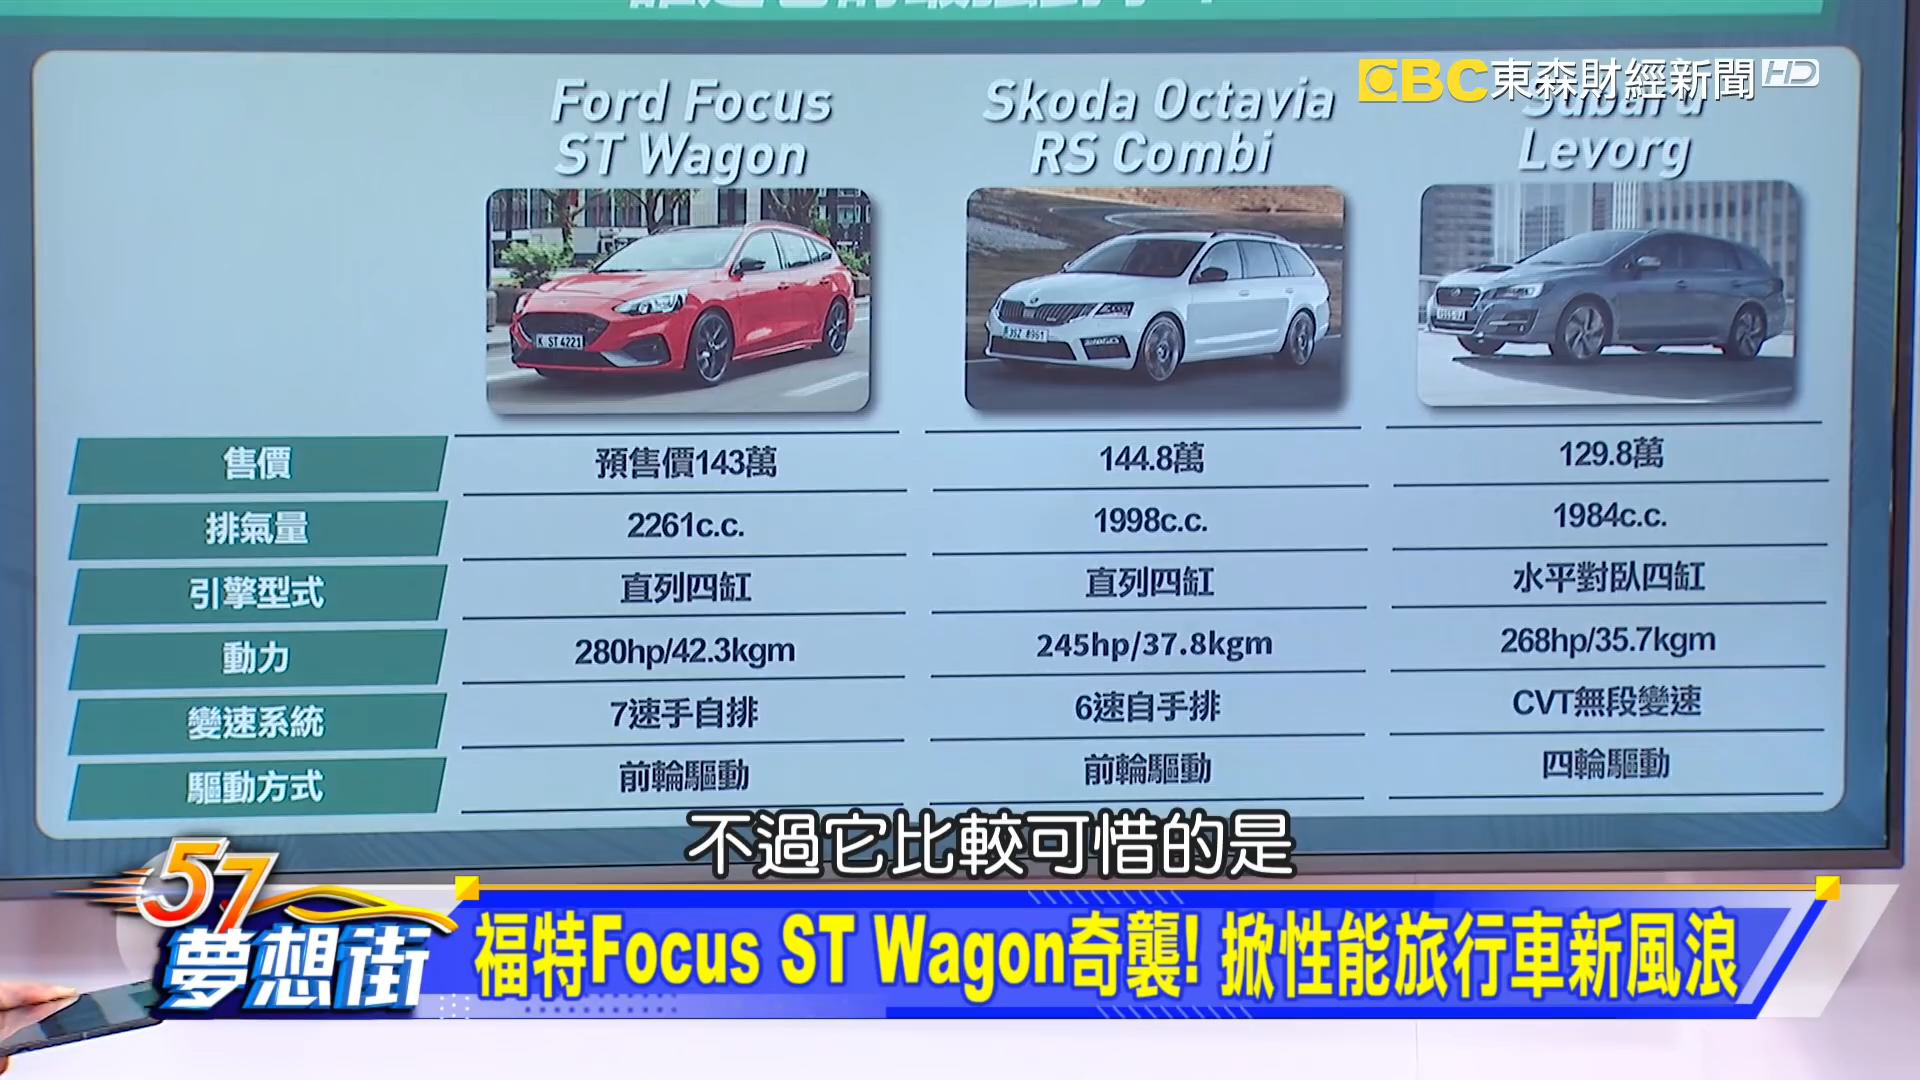 EBC 東森財經新聞 HD
Ford Focus
ST Wagon
Skoda Octavia
RS Combi
Subaru
Levorg
K ST 4221
售價 預售價143萬 144.8萬 129.8萬
排氣量 2261c.c. 1998c.c. 1984c.c.
引擎型式 直列四缸 直列四缸 水平對臥四缸
動力 280hp/42.3kgm 245hp/37.8kgm 268hp/35.7kgm
變速系統 7速手自排 6速自手排 CVT無段變速
驅動方式 前輪驅動 前輪驅動 四輪驅動
不過它比較可惜的是
57夢想街
福特Focus ST Wagon奇襲! 掀性能旅行車新風浪